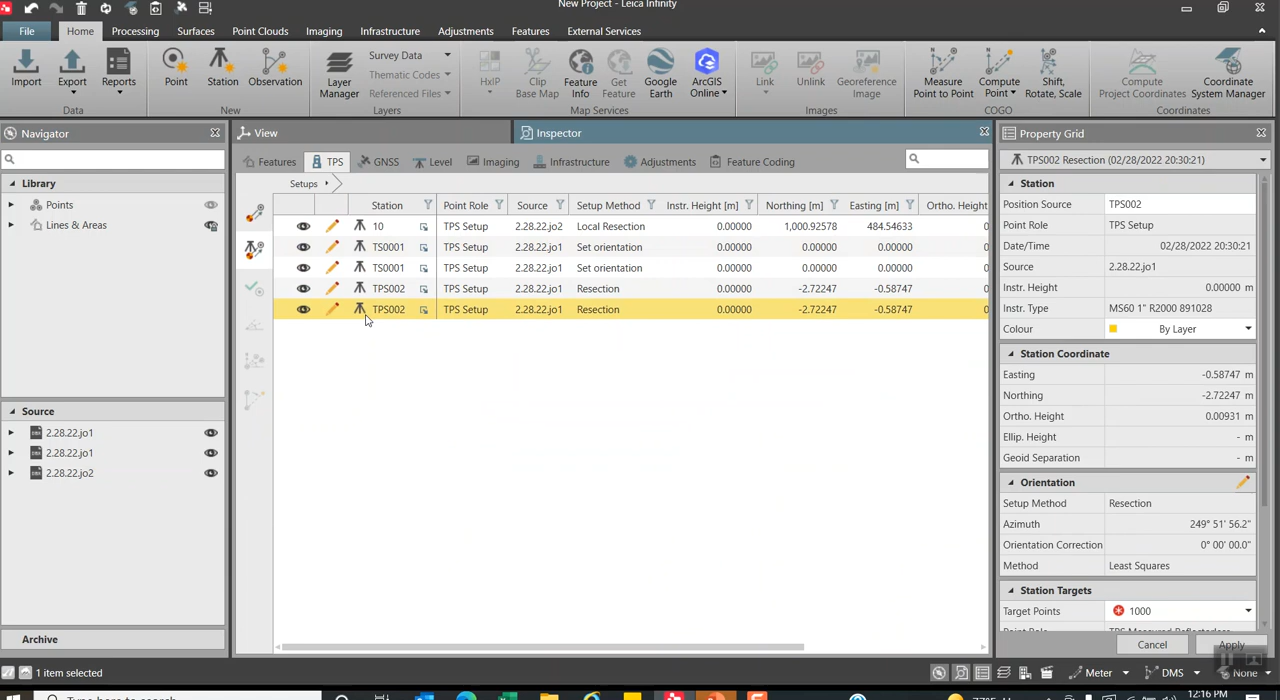 New Project - Leica Infinity
File Home Processing Surfaces Point Clouds Imaging Infrastructure Adjustments Features External Services
Import Export Reports Point Station Observation Layer Manager Survey Data Thematic Codes Referenced Files HxIP Clip Base Map Feature Info Get Feature Google Earth ArcGIS Online Link Unlink Georeference Image Measure Point to Point Compute Point Shift, Rotate, Scale Compute Project Coordinates Coordinate System Manager
Data New Layers Map Services Images COGO Coordinates
Navigator
Library
Points
Lines & Areas
Source
2.28.22.jo1
2.28.22.jo1
2.28.22.jo2
Archive
View Inspector
Features TPS GNSS Level Imaging Infrastructure Adjustments Feature Coding
Setups
Station Point Role Source Setup Method Instr. Height [m] Northing [m] Easting [m] Ortho. Height
10 TPS Setup 2.28.22.jo2 Local Resection 0.00000 1,000.92578 484.54633
TS0001 TPS Setup 2.28.22.jo1 Set orientation 0.00000 0.00000 0.00000 0
TS0001 TPS Setup 2.28.22.jo1 Set orientation 0.00000 0.00000 0.00000 0
TPS002 TPS Setup 2.28.22.jo1 Resection 0.00000 -2.72247 -0.58747 0
TPS002 TPS Setup 2.28.22.jo1 Resection 0.00000 -2.72247 -0.58747 0
Property Grid
TPS002 Resection (02/28/2022 20:30:21)
Station
Position Source TPS002
Point Role TPS Setup
Date/Time 02/28/2022 20:30:21
Source 2.28.22.jo1
Instr. Height 0.00000 m
Instr. Type MS60 1" R2000 891028
Colour By Layer
Station Coordinate
Easting -0.58747 m
Northing -2.72247 m
Ortho. Height 0.00931 m
Ellip. Height - m
Geoid Separation - m
Orientation
Setup Method Resection
Azimuth 249° 51' 56.2"
Orientation Correction 0° 00' 00.0"
Method Least Squares
Station Targets
Target Points 1000
Cancel Apply
1 item selected
Meter DMS None
12:16 PM